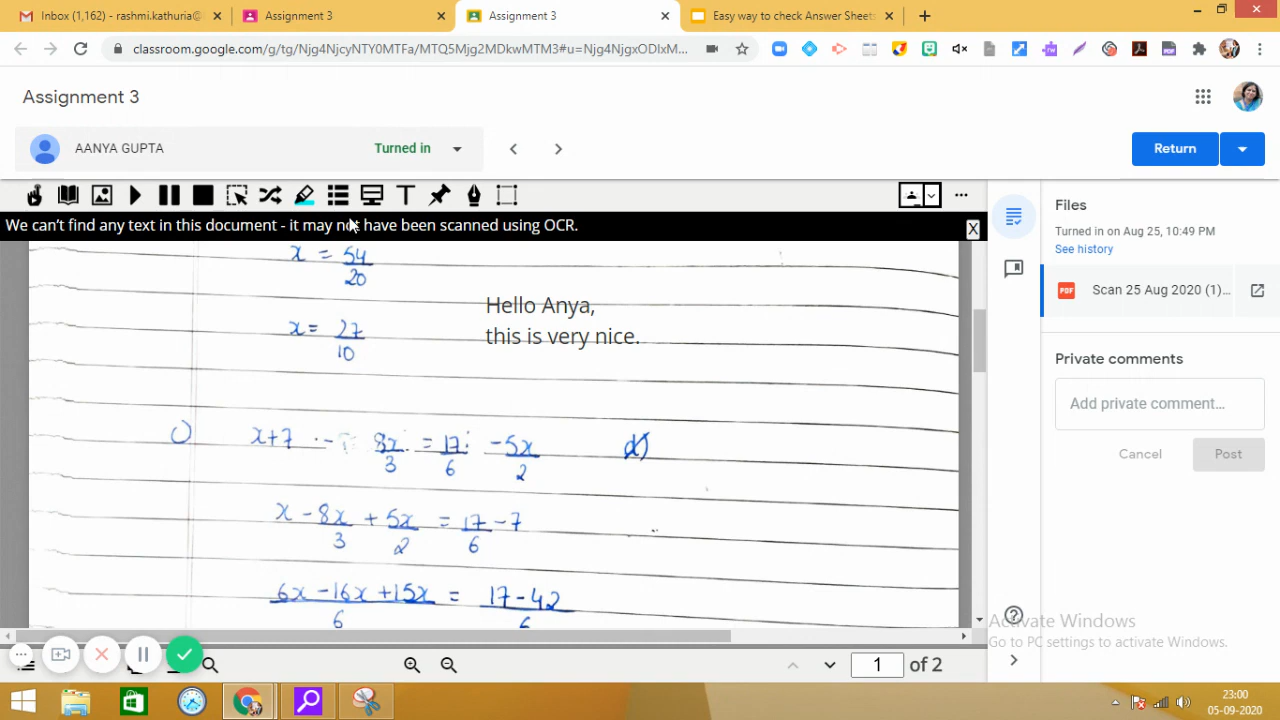 Inbox (1,162) - rashmi.kathuria@
Assignment 3
Assignment 3
Easy way to check Answer Sheets
classroom.google.com/g/tg/Njg4NjcyNTY0MTFa/MTQ5Mjg2MDkwMTM3#u=Njg4NjgxODIxM...
Assignment 3
AANYA GUPTA
Turned in
Return
We can't find any text in this document - it may not have been scanned using OCR.
X
x = 54/20
Hello Anya,
this is very nice.
x = 27/10
x+7 - 8x/3 = 17/6 - 5x/2
d)
x - 8x/3 + 5x/2 = 17/6 - 7
6x - 16x + 15x / 6 = 17 - 42 / 6
Files
Turned in on Aug 25, 10:49 PM
See history
PDF
Scan 25 Aug 2020 (1)...
Private comments
Add private comment...
Cancel
Post
Activate Windows
Go to PC settings to activate Windows.
1 of 2
23:00
05-09-2020